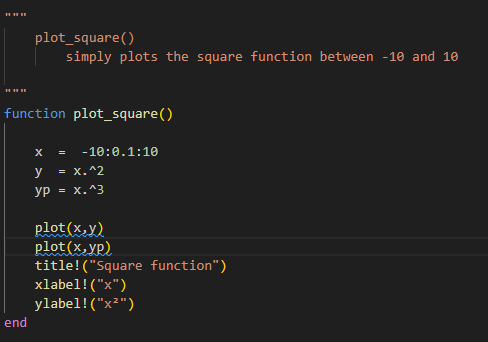 """
    plot_square()
        simply plots the square function between -10 and 10
"""
function plot_square()
    x  =  -10:0.1:10
    y  = x.^2
    yp = x.^3
    plot(x,y)
    plot(x,yp)
    title!("Square function")
    xlabel!("x")
    ylabel!("x²")
end